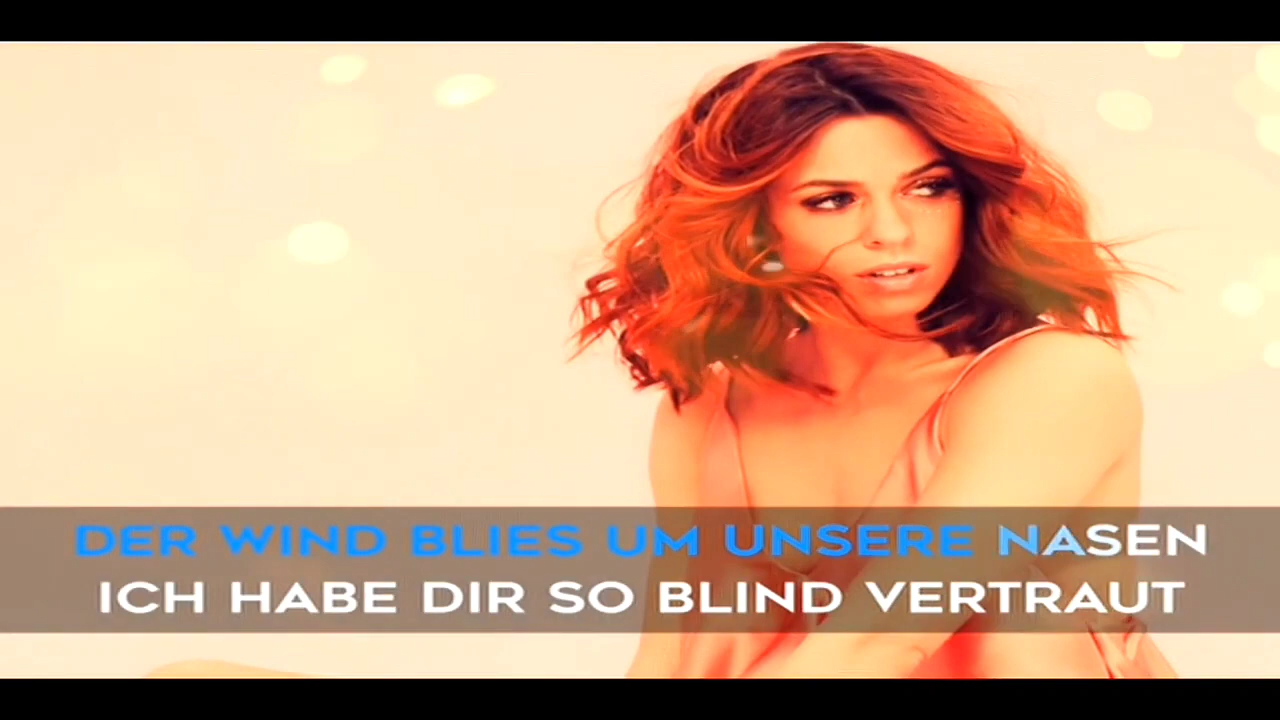 DER WIND BLIES UM UNSERE NASEN
ICH HABE DIR SO BLIND VERTRAUT